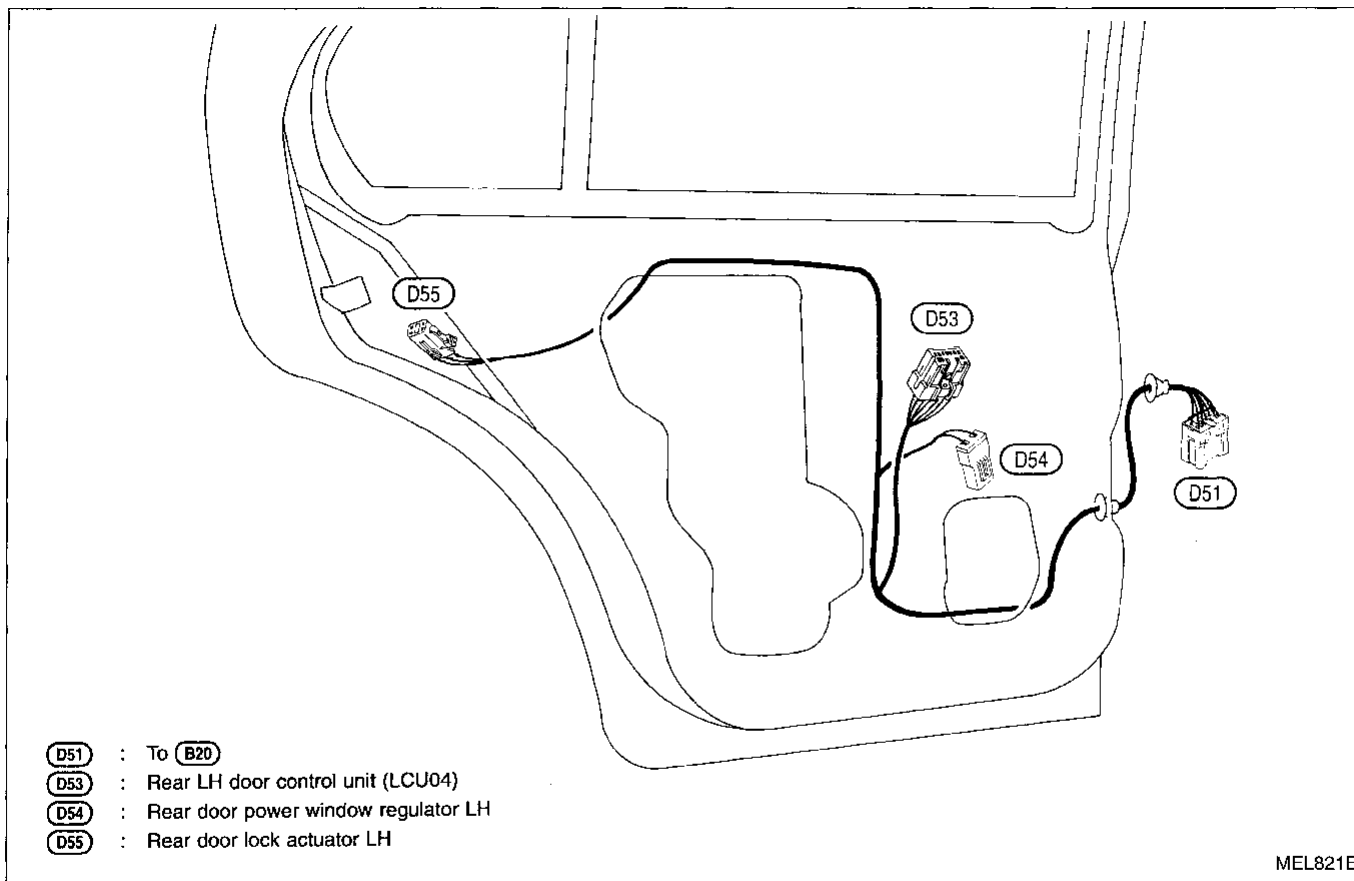 D55
D53
D54
D51
D51 : To B20
D53 : Rear LH door control unit (LCU04)
D54 : Rear door power window regulator LH
D55 : Rear door lock actuator LH
MEL821E